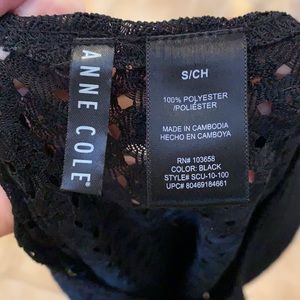 ANNE COLE®
S/CH
100% POLYESTER
/POLIÉSTER
MADE IN CAMBODIA
HECHO EN CAMBOYA
RN# 103658
COLOR: BLACK
STYLE# SCU-10-100
UPC# 80469184661